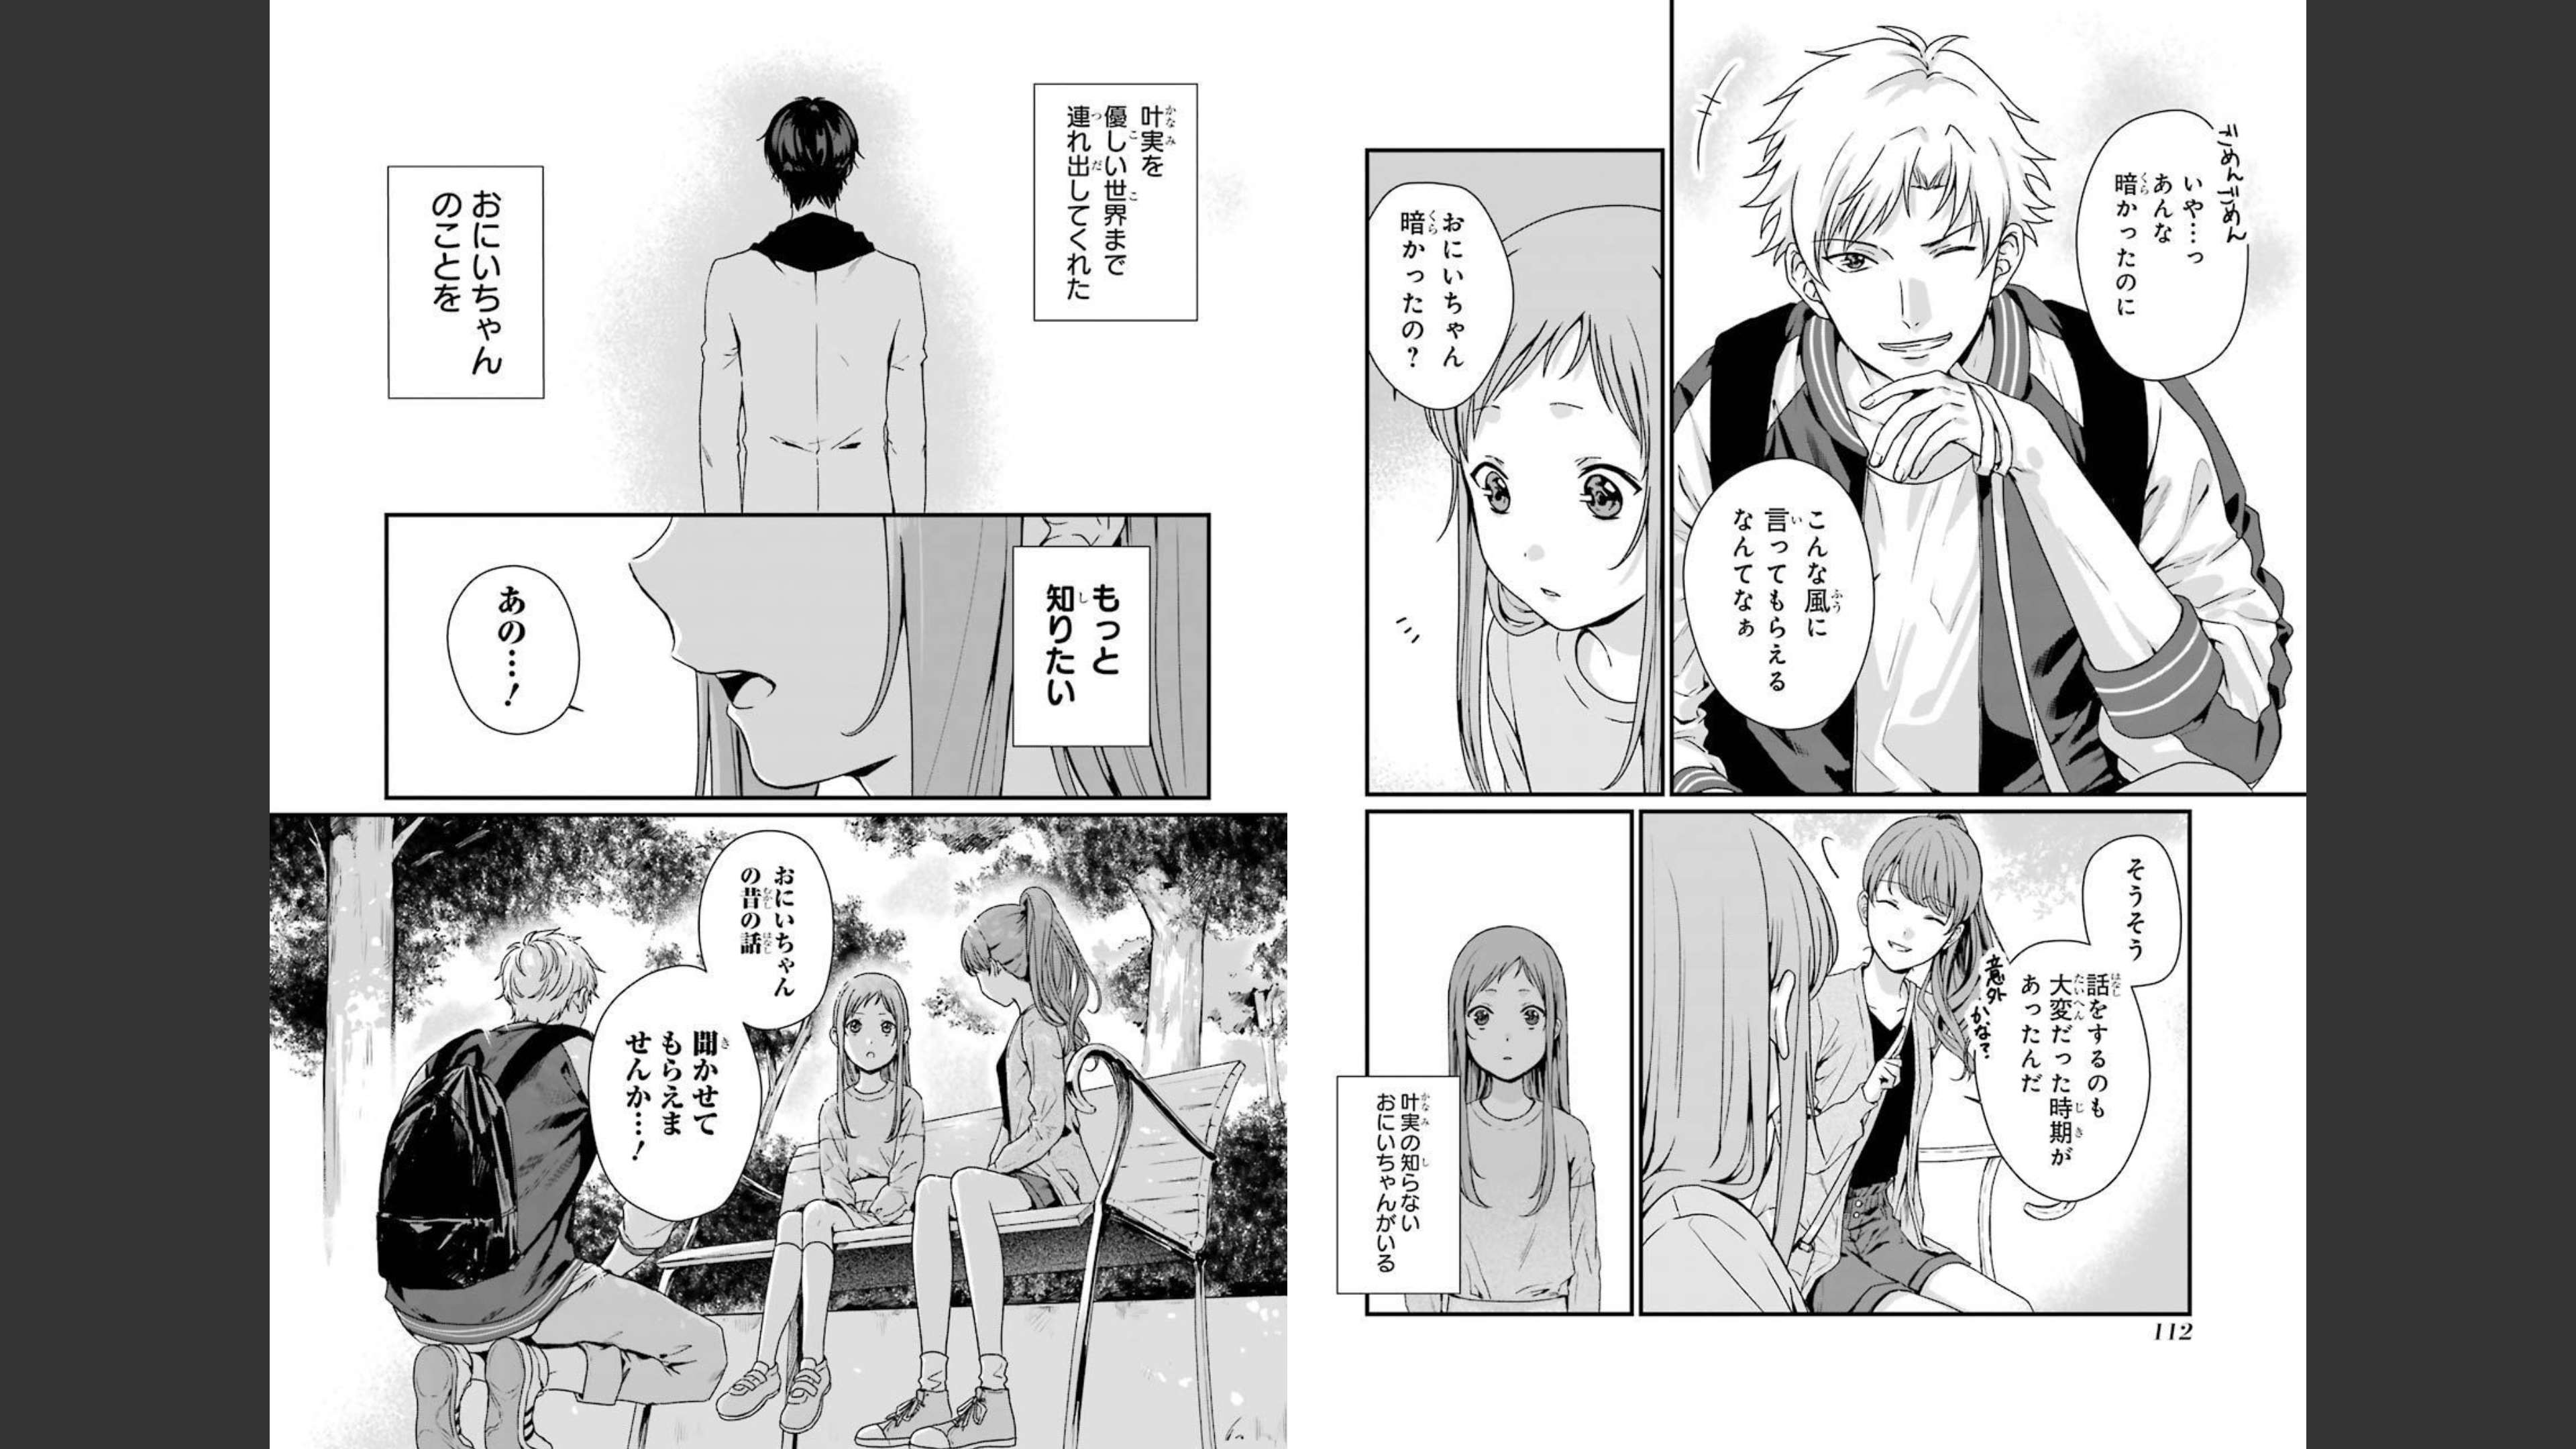 ごめんごめん
いや…っ
あんな
暗かったのに
こんな風に
言ってもらえる
なんてなぁ
おにいちゃん
暗かったの？
そうそう
話をするのも
大変だった時期が
あったんだ
意外かな？
叶実の知らない
おにいちゃんがいる
112
叶実を
優しい世界まで
連れ出してくれた
おにいちゃん
のことを
もっと
知りたい
あの…！
おにいちゃん
の昔の話
聞かせて
もらえま
せんか…！